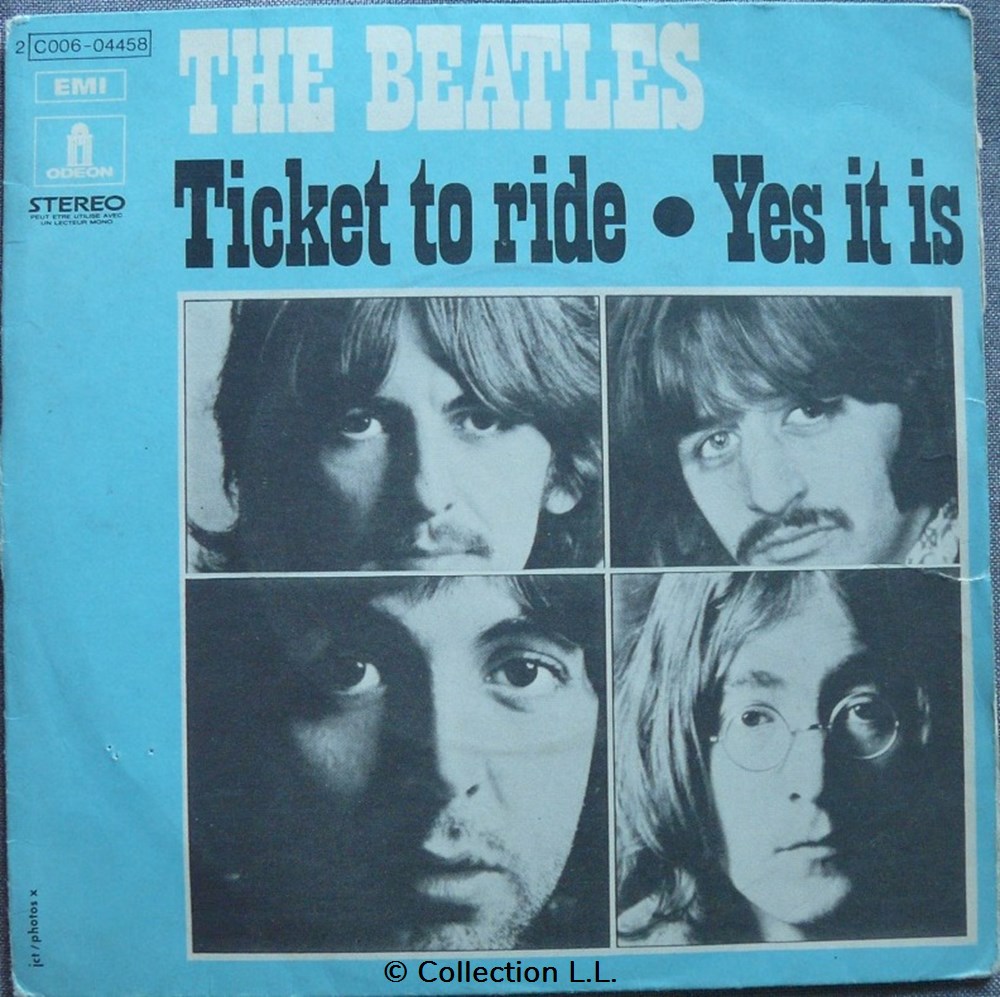 2 C006-04458
THE BEATLES
EMI
ODEON
STEREO
PEUT ETRE UTILISE AVEC
UN LECTEUR MONO
Ticket to ride • Yes it is
jct/photos x
© Collection L.L.